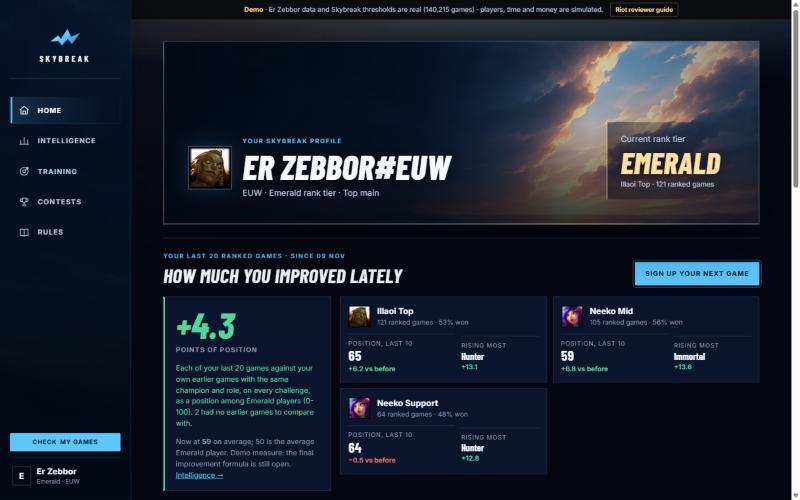 Demo · Er Zebbor data and Skybreak thresholds are real (140,215 games) · players, time and money are simulated.
Riot reviewer guide
SKYBREAK
HOME
INTELLIGENCE
TRAINING
CONTESTS
RULES
CHECK MY GAMES
E
Er Zebbor
Emerald · EUW
YOUR SKYBREAK PROFILE
ER ZEBBOR#EUW
EUW · Emerald rank tier · Top main
Current rank tier
EMERALD
Illaoi Top · 121 ranked games
YOUR LAST 20 RANKED GAMES · SINCE 09 NOV
HOW MUCH YOU IMPROVED LATELY
SIGN UP YOUR NEXT GAME
+4.3
POINTS OF POSITION
Each of your last 20 games against your
own earlier games with the same
champion and role, on every challenge,
as a position among Emerald players (0-
100). 2 had no earlier games to compare
with.
Now at 59 on average; 50 is the average
Emerald player. Demo measure: the final
improvement formula is still open.
Intelligence →
Illaoi Top
121 ranked games · 53% won
POSITION, LAST 10
65
+6.2 vs before
RISING MOST
Hunter
+13.1
Neeko Mid
105 ranked games · 56% won
POSITION, LAST 10
59
+6.8 vs before
RISING MOST
Immortal
+13.6
Neeko Support
64 ranked games · 48% won
POSITION, LAST 10
64
−0.5 vs before
RISING MOST
Hunter
+12.8